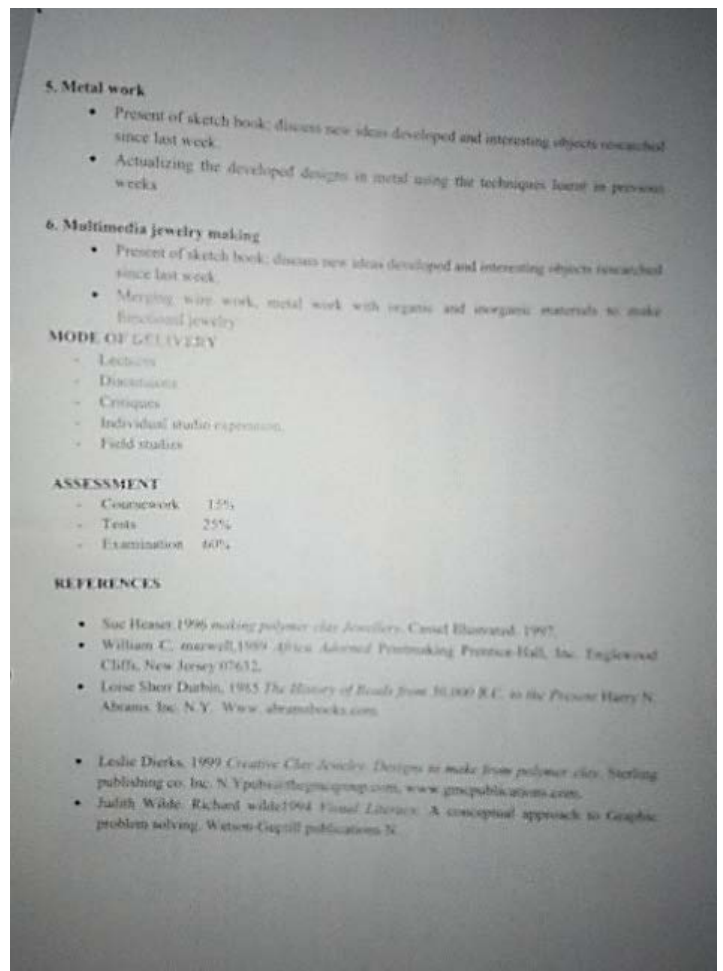 5. Metal work
• Present of sketch book; discuss new ideas developed and interesting objects researched
since last week.
• Actualizing the developed designs in metal using the techniques learnt in previous
weeks
6. Multimedia jewelry making
• Present of sketch book; discuss new ideas developed and interesting objects researched
since last week.
• Merging wire work, metal work with organic and inorganic materials to make
functional jewelry
MODE OF DELIVERY
- Lectures
- Discussions
- Critiques
- Individual studio expression.
- Field studies
ASSESSMENT
- Coursework 15%
- Tests 25%
- Examination 60%
REFERENCES
• Sue Heaser 1996 making polymer clay Jewellery. Cassel Illustrated. 1997.
• William C. maxwell,1989 Adorned Printmaking Prentice-Hall, Inc. Englewood
Cliffs, New Jersey 07632.
• Loise Sherr Durbin, 1985 The History of Beads from 30,000 B.C. to the Present Harry N.
Abrams Inc. N.Y. Www. abramsbooks.com
• Leslie Dierks, 1999 Creative Clay Jewelry. Designs to make from polymer clay. Sterling
publishing co. Inc. N. www. gmcpublications.com.
• Judith Wilde. Richard wilde1994 Visual Literacy. A conceptual approach to Graphic
problem solving. Watson-Guptill publications N.